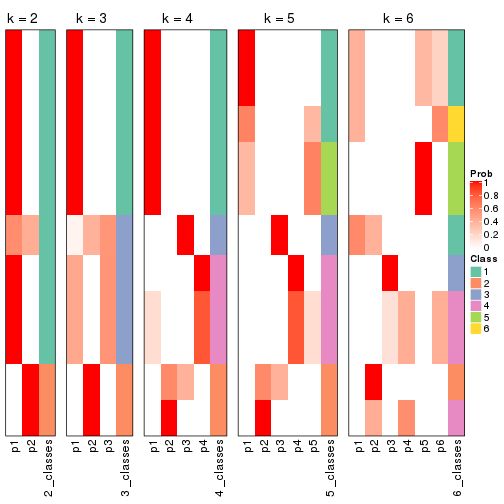 k = 2
k = 3
k = 4
k = 5
k = 6
Prob
1
0.8
0.6
0.4
0.2
0
Class
1
2
3
4
5
6
p1
p2
2_classes
p1
p2
p3
3_classes
p1
p2
p3
p4
4_classes
p1
p2
p3
p4
p5
5_classes
p1
p2
p3
p4
p5
p6
6_classes